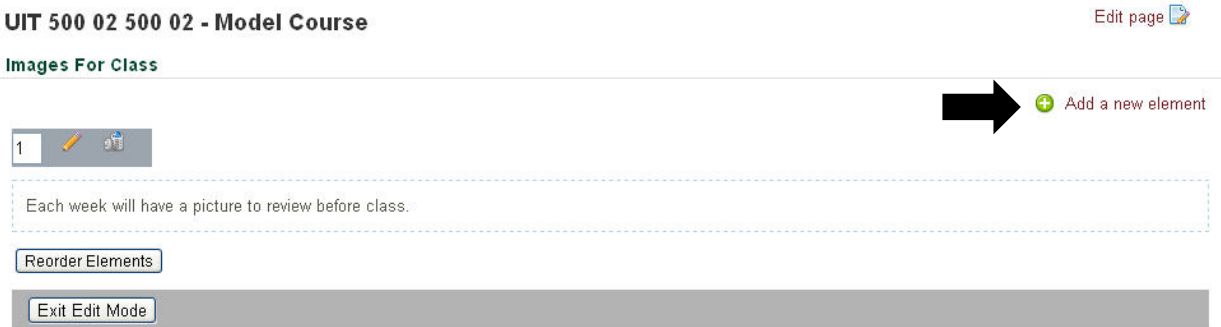 UIT 500 02 500 02 - Model Course
Edit page
Images For Class
Add a new element
1
Each week will have a picture to review before class.
Reorder Elements
Exit Edit Mode